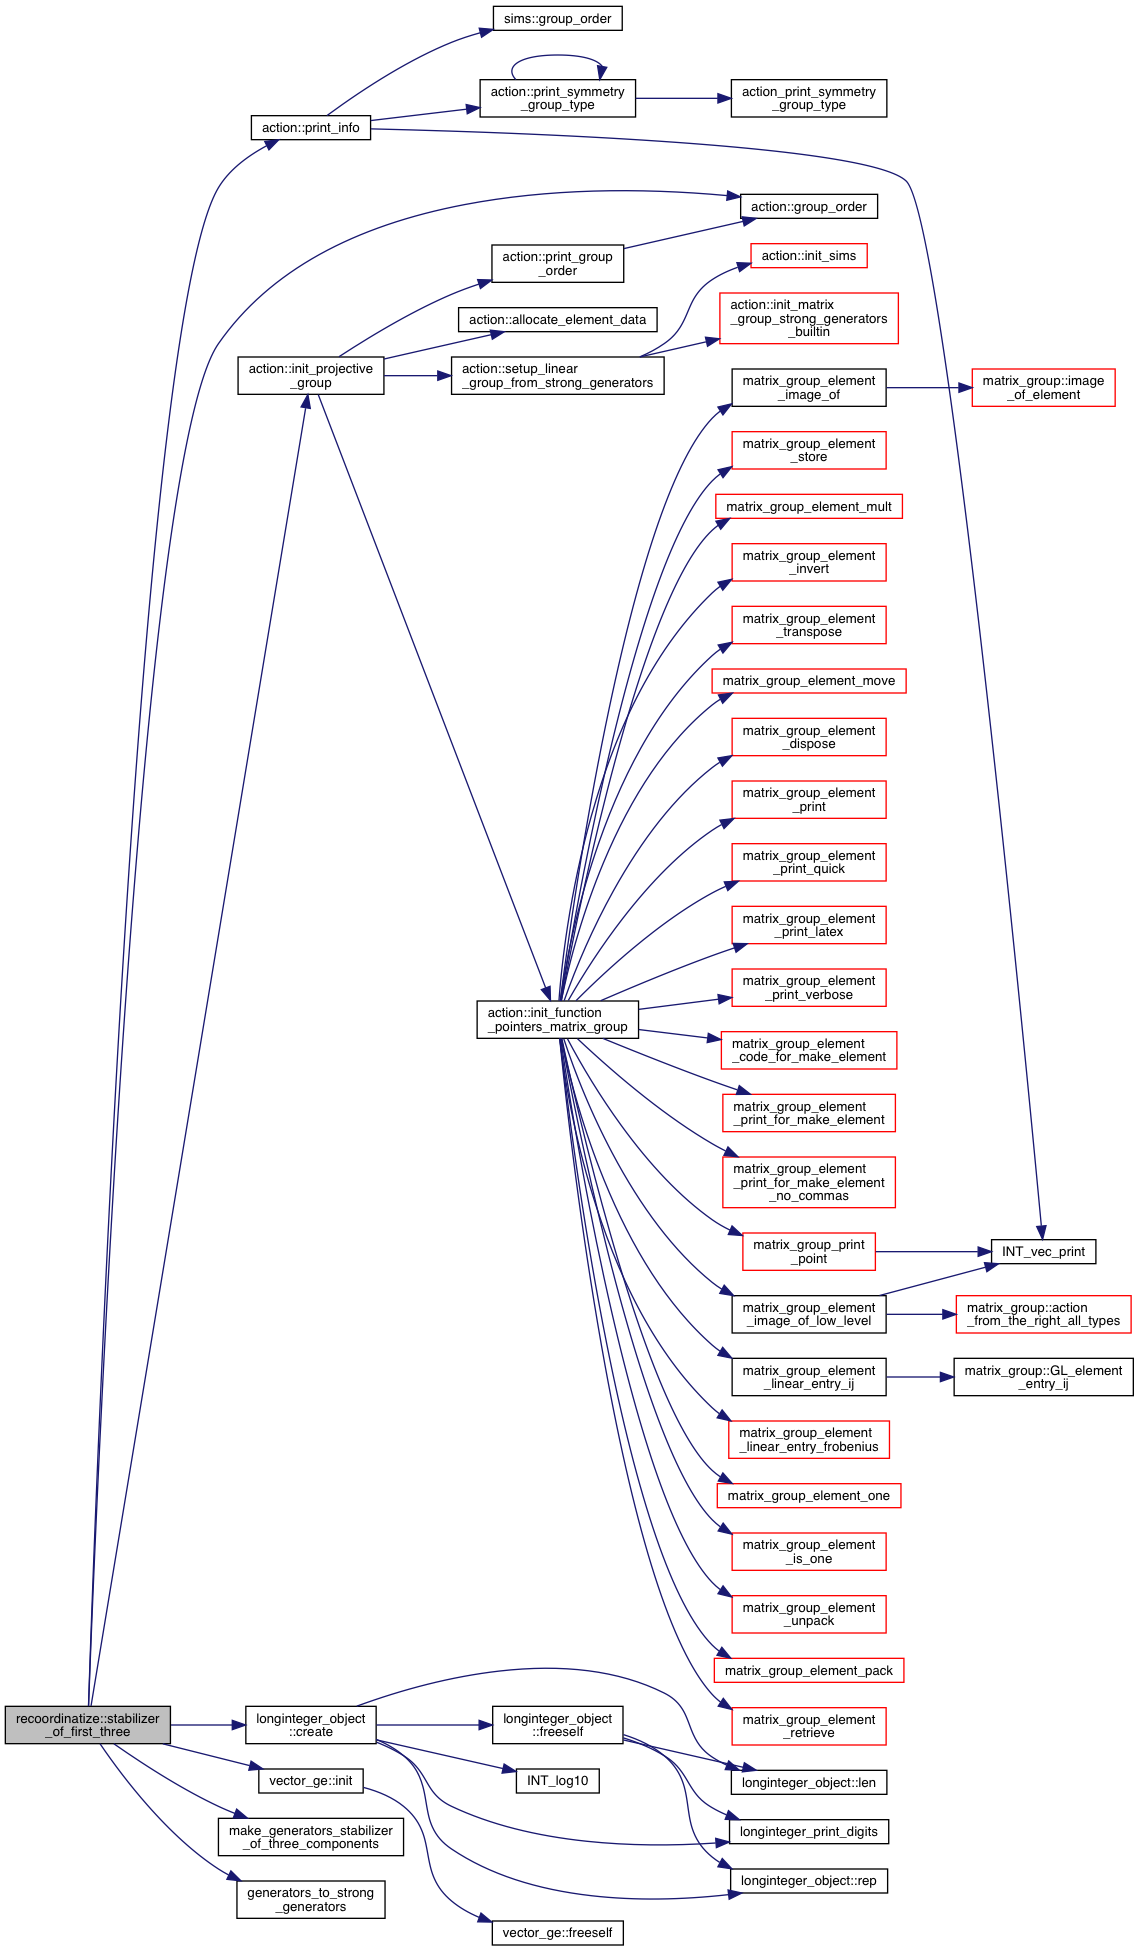 sims::group_order
action::print_symmetry
_group_type
action_print_symmetry
_group_type
action::print_info
action::group_order
action::print_group
_order
action::init_sims
action::init_matrix
_group_strong_generators
_builtin
action::allocate_element_data
action::init_projective
_group
action::setup_linear
_group_from_strong_generators
matrix_group_element
_image_of
matrix_group::image
_of_element
matrix_group_element
_store
matrix_group_element_mult
matrix_group_element
_invert
matrix_group_element
_transpose
matrix_group_element_move
matrix_group_element
_dispose
matrix_group_element
_print
matrix_group_element
_print_quick
matrix_group_element
_print_latex
matrix_group_element
_print_verbose
action::init_function
_pointers_matrix_group
matrix_group_element
_code_for_make_element
matrix_group_element
_print_for_make_element
matrix_group_element
_print_for_make_element
_no_commas
matrix_group_print
_point
INT_vec_print
matrix_group_element
_image_of_low_level
matrix_group::action
_from_the_right_all_types
matrix_group_element
_linear_entry_ij
matrix_group::GL_element
_entry_ij
matrix_group_element
_linear_entry_frobenius
matrix_group_element_one
matrix_group_element
_is_one
matrix_group_element
_unpack
matrix_group_element_pack
matrix_group_element
_retrieve
recoordinatize::stabilizer
_of_first_three
longinteger_object
::create
longinteger_object
::freeself
vector_ge::init
INT_log10
longinteger_object::len
make_generators_stabilizer
_of_three_components
longinteger_print_digits
generators_to_strong
_generators
longinteger_object::rep
vector_ge::freeself